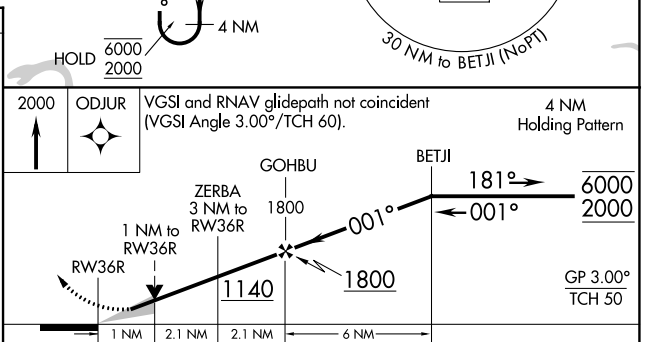 4 NM
HOLD 6000
2000
30 NM to BETJI (NoPT)
2000
ODJUR
VGSI and RNAV glidepath not coincident
(VGSI Angle 3.00°/TCH 60).
4 NM
Holding Pattern
BETJI
GOHBU
181°
6000
2000
001°
ZERBA
3 NM to
RW36R
1800
001°
1 NM to
RW36R
RW36R
1140
1800
GP 3.00°
TCH 50
1 NM
2.1 NM
2.1 NM
6 NM